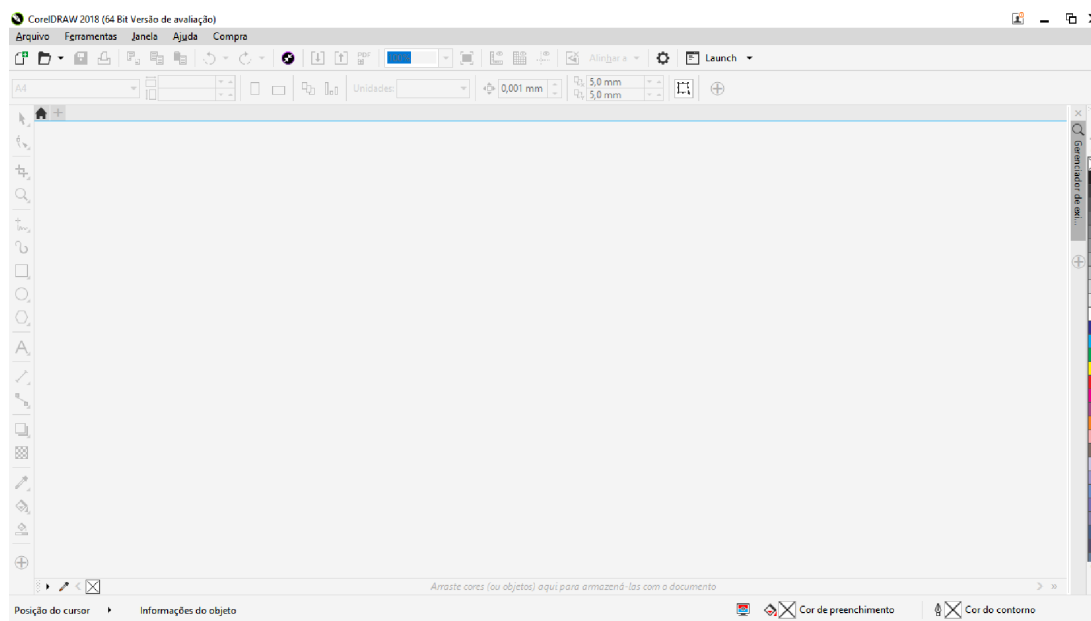 CorelDRAW 2018 (64 Bit Versão de avaliação)
Arquivo Ferramentas Janela Ajuda Compra
PDF Alinhar a Launch
A4 Unidades: 0,001 mm 5,0 mm
5,0 mm
Gerenciador de exi...
Arraste cores (ou objetos) aqui para armazená-las com o documento
Posição do cursor Informações do objeto Cor de preenchimento Cor do contorno